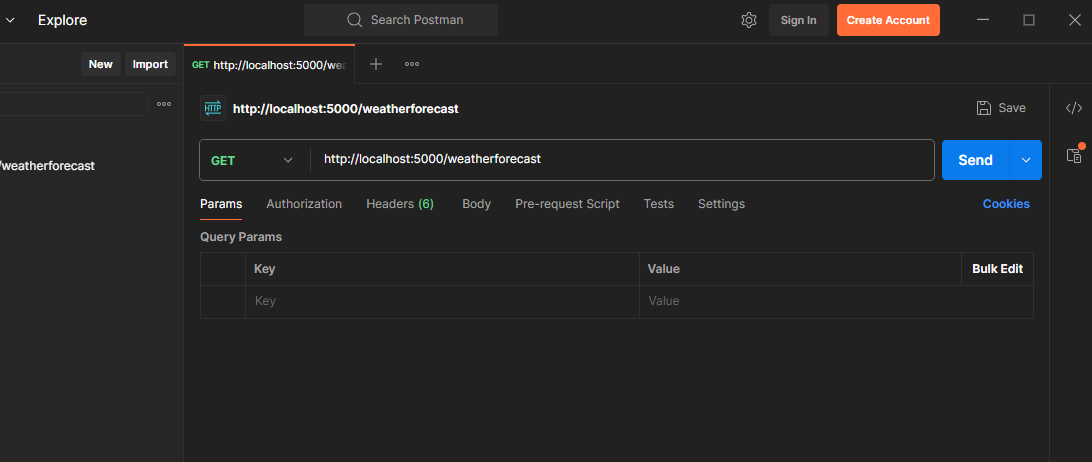 Explore
Search Postman
Sign In
Create Account
New
Import
GET http://localhost:5000/we
HTTP
http://localhost:5000/weatherforecast
Save
</>
/weatherforecast
GET
http://localhost:5000/weatherforecast
Send
Params Authorization Headers (6) Body Pre-request Script Tests Settings
Cookies
Query Params
Key Value Bulk Edit
Key Value